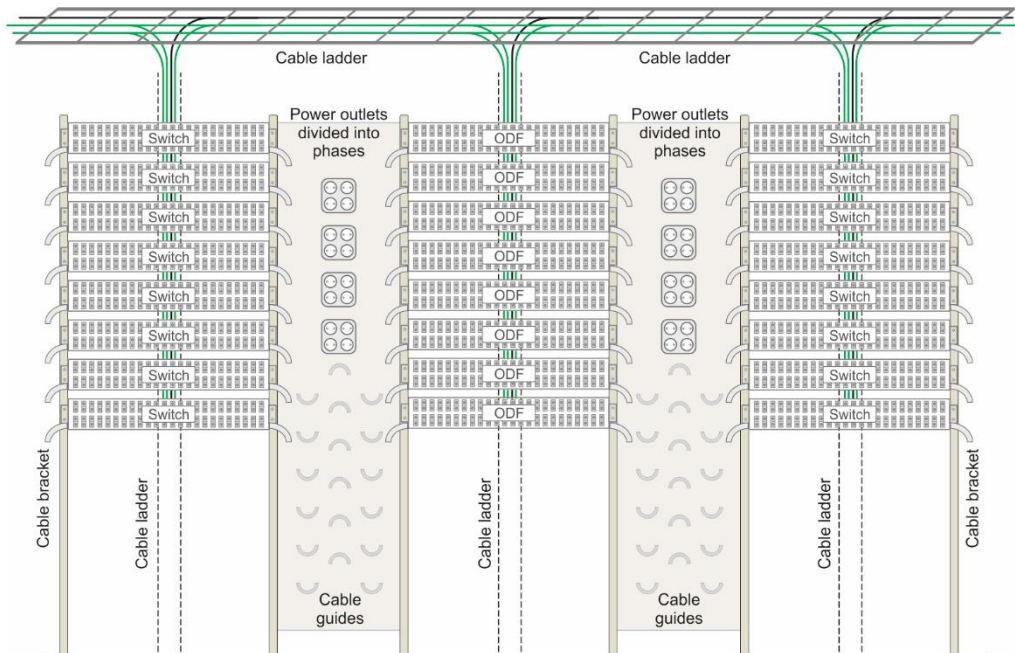 Cable ladder
Cable ladder
Power outlets
divided into
phases
Power outlets
divided into
phases
Switch
Switch
Switch
Switch
Switch
Switch
Switch
Switch
ODF
ODF
ODF
ODF
ODF
ODF
ODF
ODF
Switch
Switch
Switch
Switch
Switch
Switch
Switch
Switch
Cable bracket
Cable ladder
Cable ladder
Cable ladder
Cable bracket
Cable
guides
Cable
guides